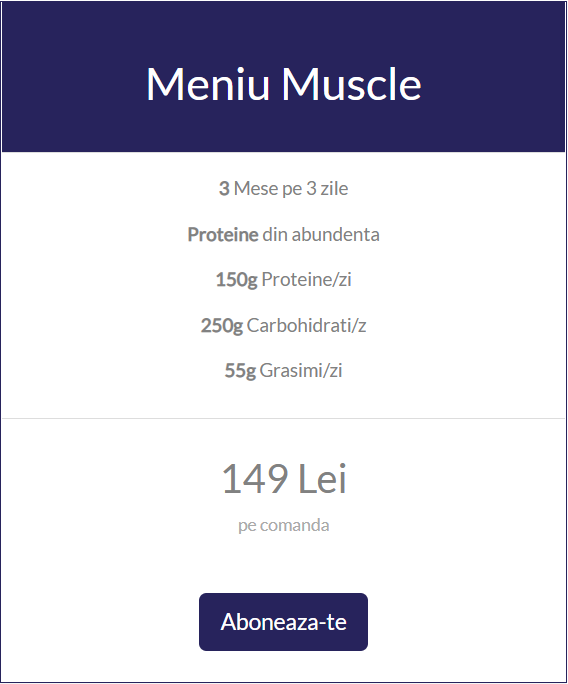 Meniu Muscle
3 Mese pe 3 zile
Proteine din abundenta
150g Proteine/zi
250g Carbohidrati/z
55g Grasimi/zi
149 Lei
pe comanda
Aboneaza-te